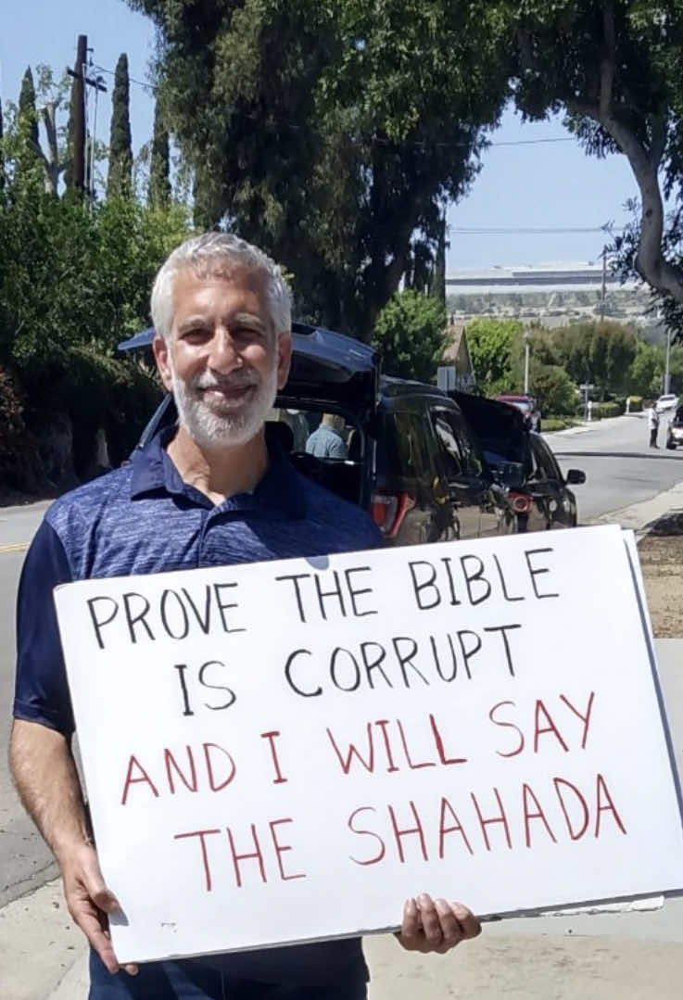 PROVE THE BIBLE
IS CORRUPT
AND I WILL SAY
THE SHAHADA